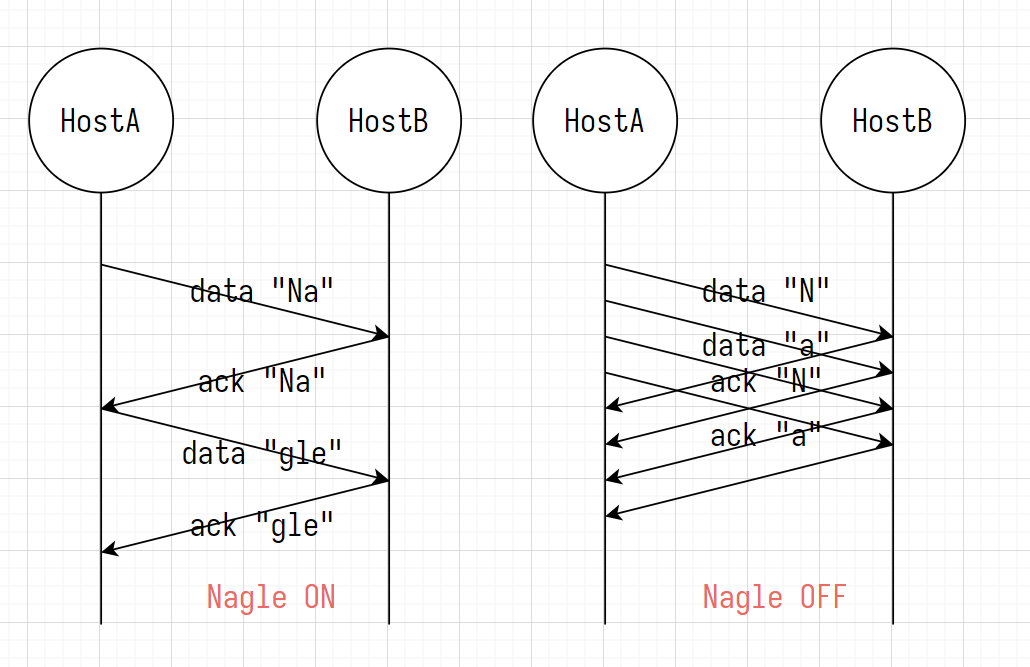 HostA
HostB
data "Na"
ack "Na"
data "gle"
ack "gle"
Nagle ON
HostA
HostB
data "N"
data "a"
ack "N"
ack "a"
Nagle OFF